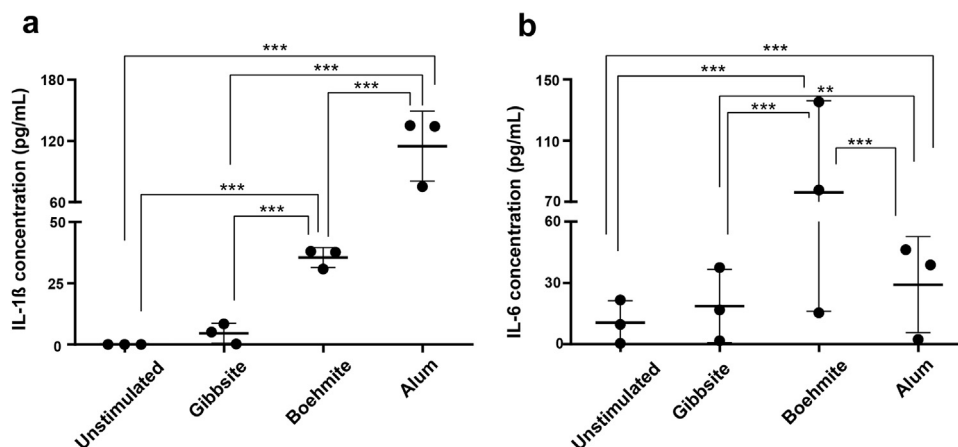 a
IL-1ß concentration (pg/mL)
180
120
60
50
25
0
***
***
***
***
***
Unstimulated
Gibbsite
Boehmite
Alum
b
IL-6 concentration (pg/mL)
150
110
70
60
30
0
***
***
**
***
***
Unstimulated
Gibbsite
Boehmite
Alum